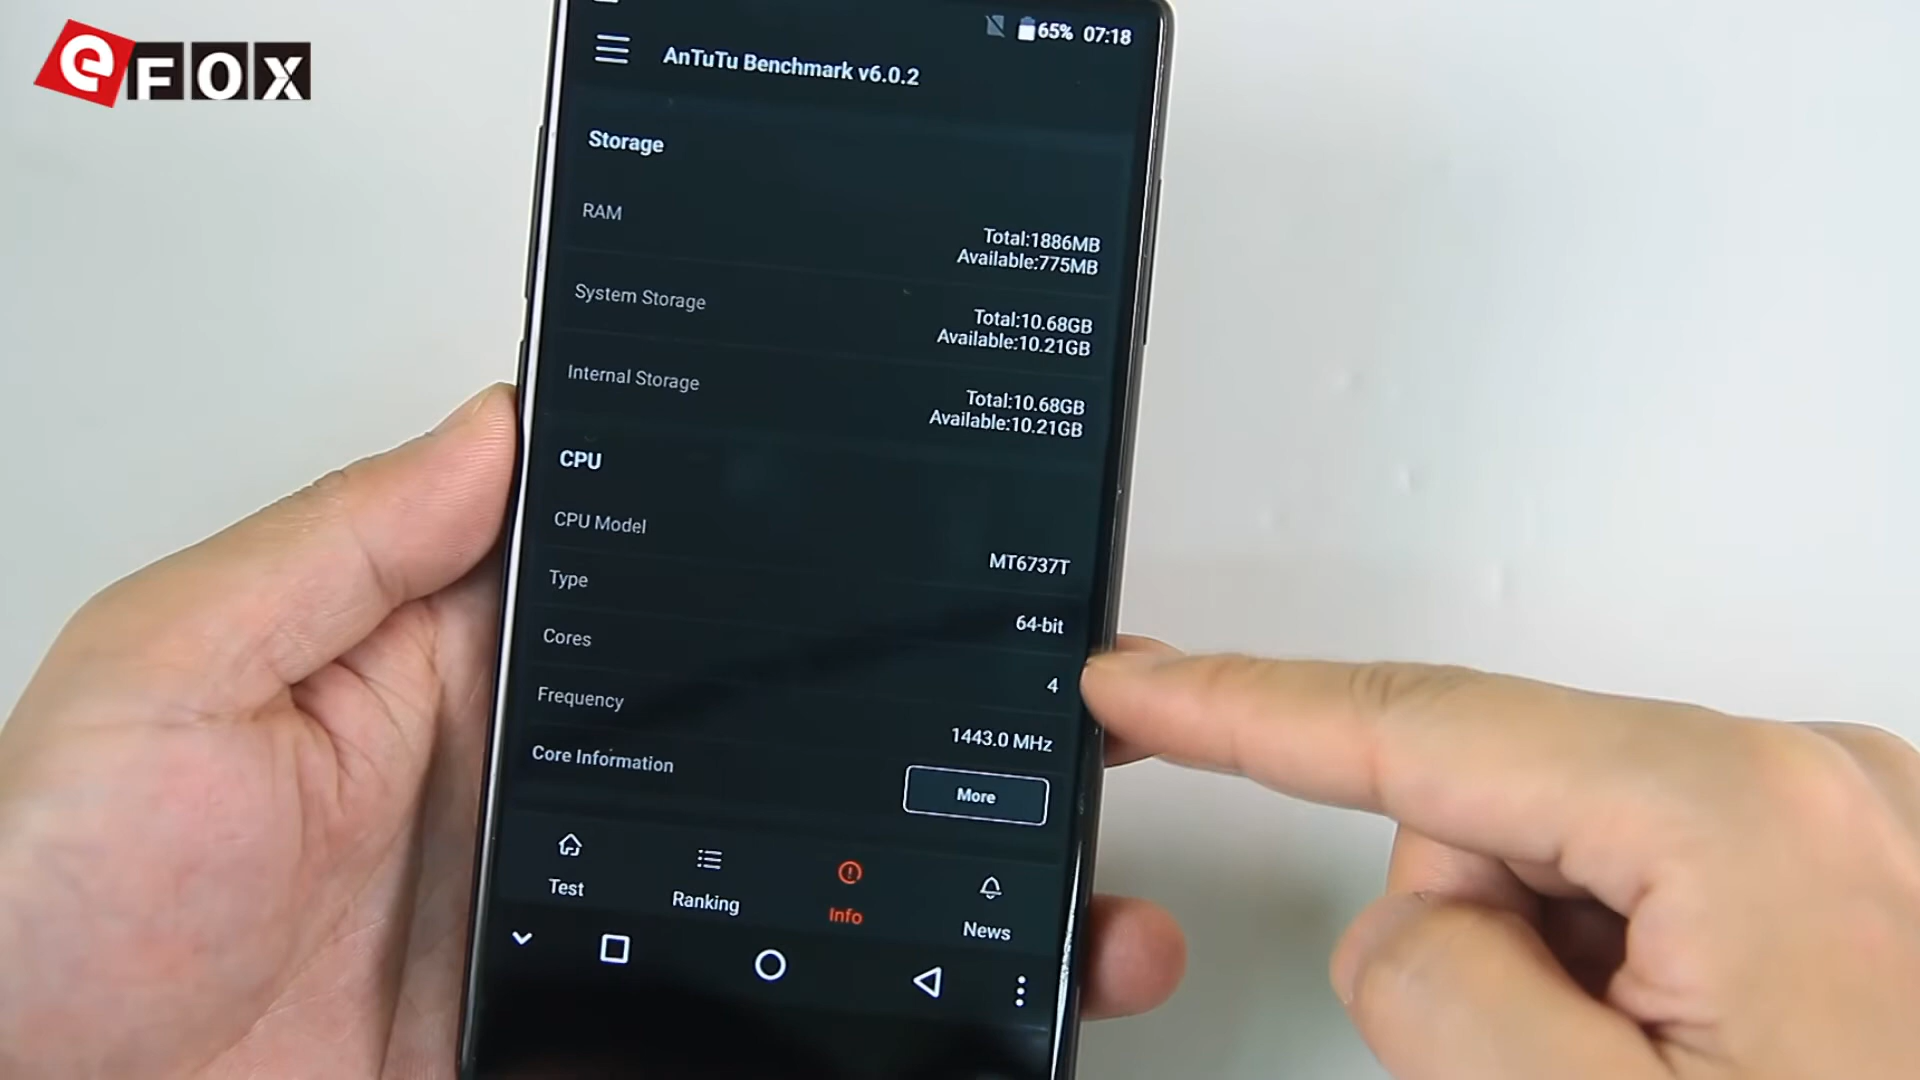 eFOX
65% 07:18
AnTuTu Benchmark v6.0.2
Storage
RAM
Total:1886MB
Available:775MB
System Storage
Total:10.68GB
Available:10.21GB
Internal Storage
Total:10.68GB
Available:10.21GB
CPU
CPU Model
MT6737T
Type
64-bit
Cores
4
Frequency
1443.0 MHz
Core Information
More
Test
Ranking
Info
News